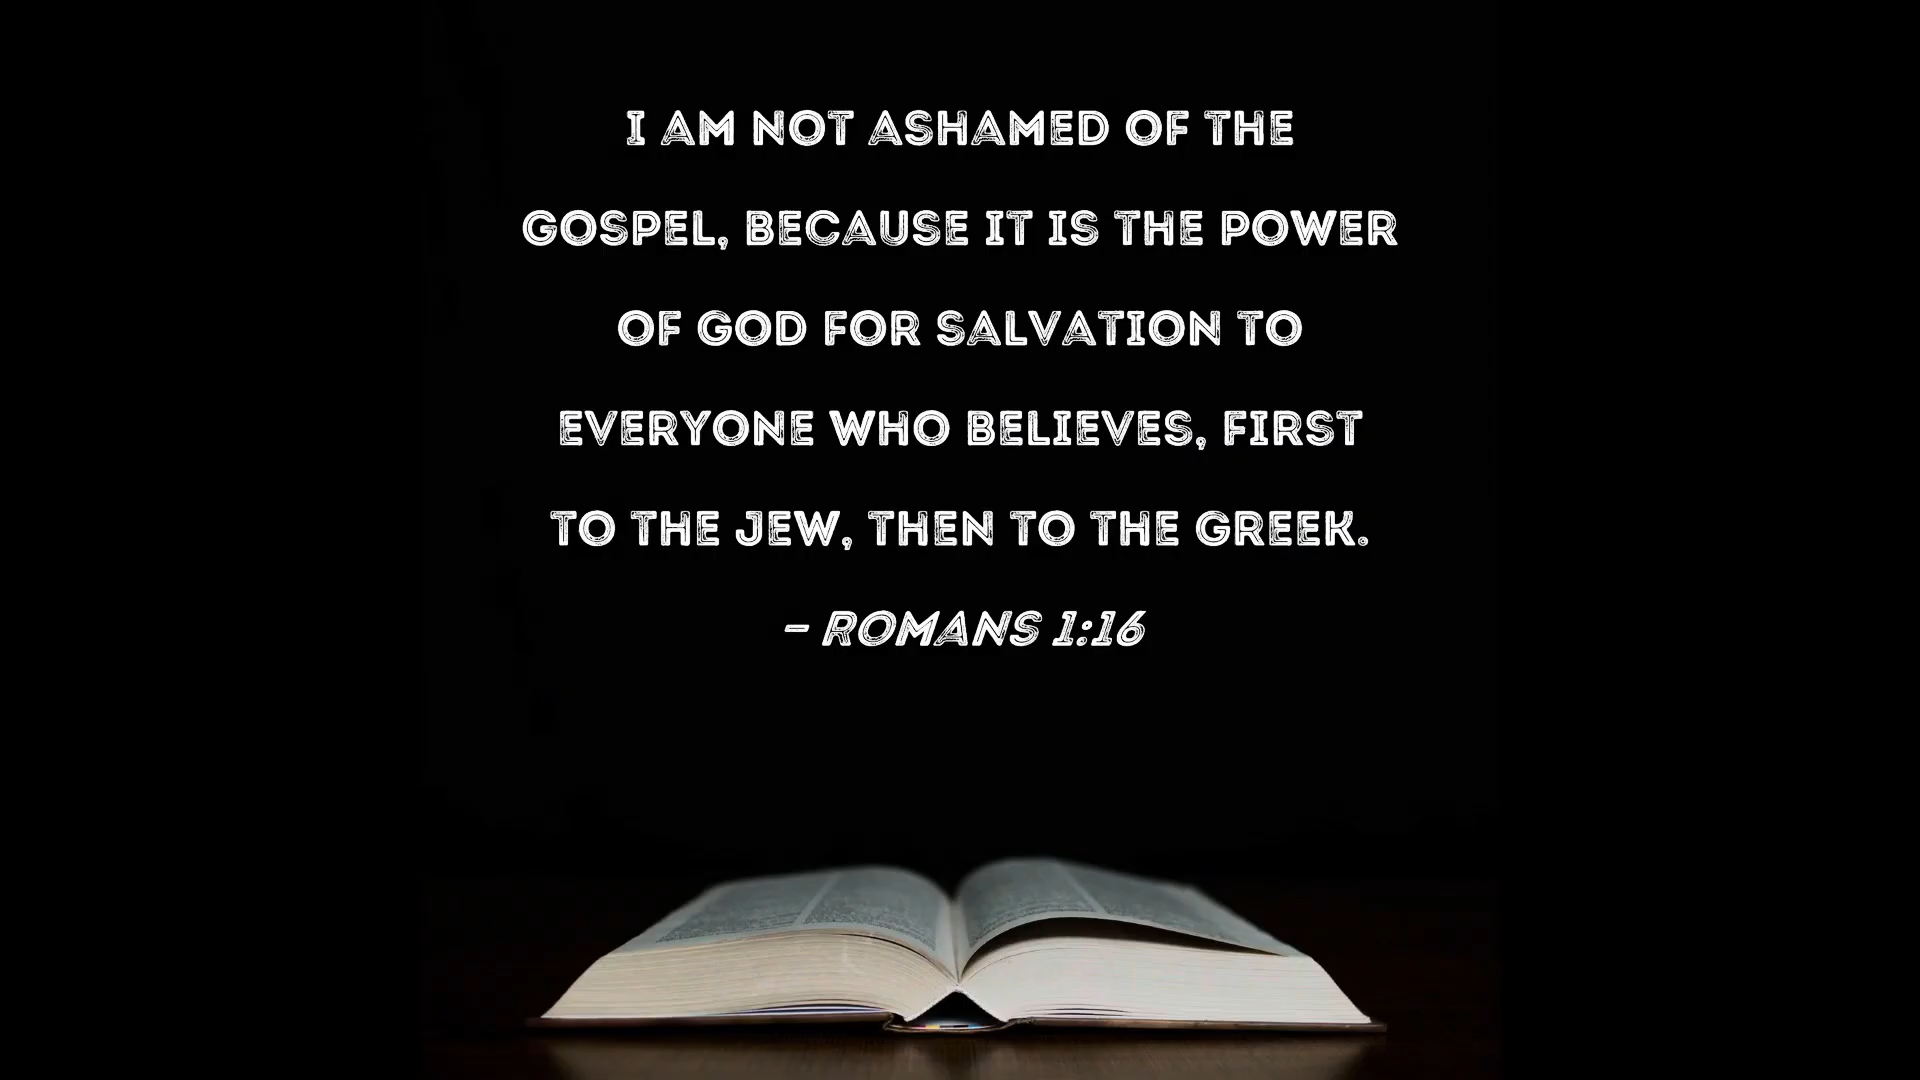 I AM NOT ASHAMED OF THE
GOSPEL, BECAUSE IT IS THE POWER
OF GOD FOR SALVATION TO
EVERYONE WHO BELIEVES, FIRST
TO THE JEW, THEN TO THE GREEK.
– ROMANS 1:16